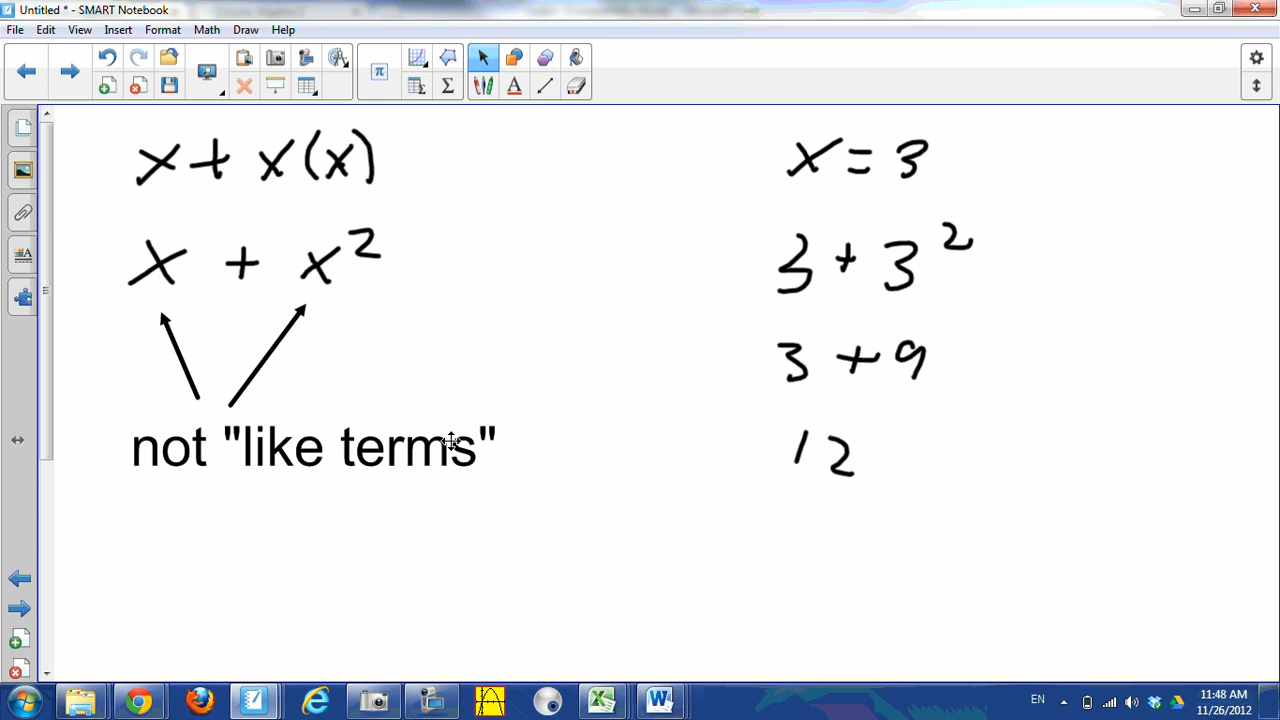 Untitled * - SMART Notebook
File Edit View Insert Format Math Draw Help
π
Σ
A
x + x(x)
x + x²
not "like terms"
x = 3
3 + 3²
3 + 9
12
EN
11:48 AM
11/26/2012